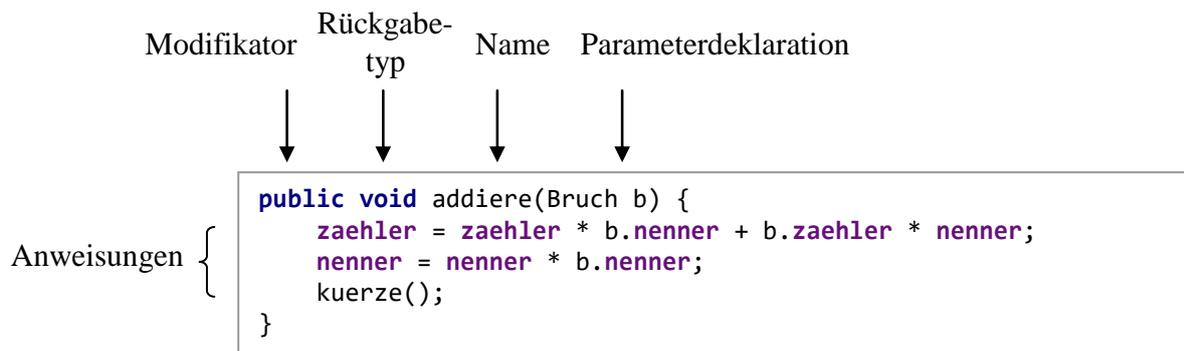 Modifikator Rückgabe-
typ Name Parameterdeklaration
public void addiere(Bruch b) {
zaehler = zaehler * b.nenner + b.zaehler * nenner;
Anweisungen nenner = nenner * b.nenner;
kuerze();
}